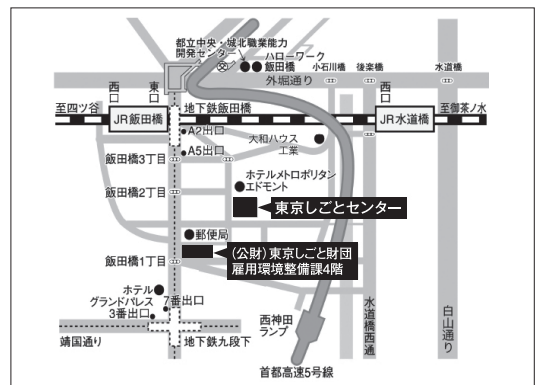 都立中央・城北職業能力
開発センター
ハローワーク
飯田橋
小石川橋
後楽橋
水道橋
外堀通り
西口
東口
西口
至四ツ谷
地下鉄飯田橋
至御茶ノ水
JR飯田橋
JR水道橋
A2出口
大和ハウス
工業
A5出口
飯田橋3丁目
ホテルメトロポリタン
エドモント
飯田橋2丁目
東京しごとセンター
郵便局
(公財)東京しごと財団
雇用環境整備課4階
飯田橋1丁目
ホテル
グランドパレス
7番出口
3番出口
西神田
ランプ
水道橋西通
白山通り
靖国通り
地下鉄九段下
首都高速5号線